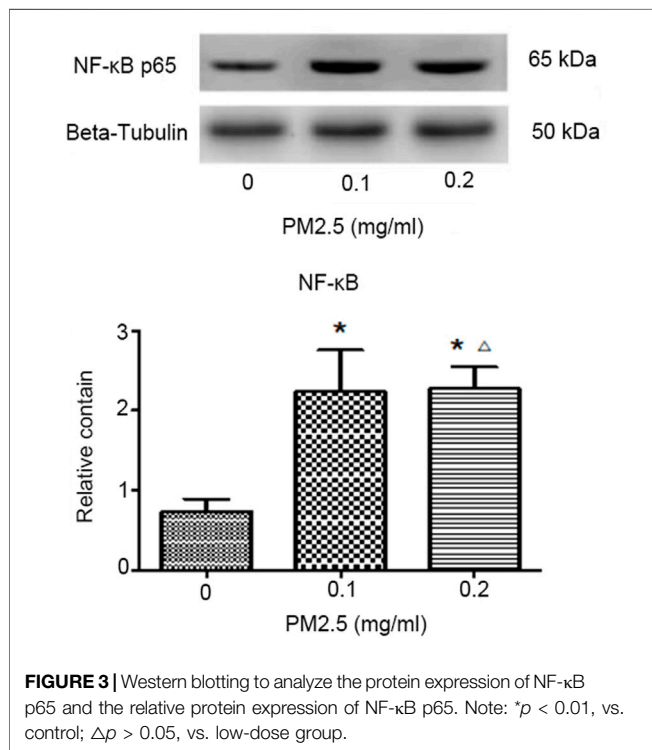 NF-κB p65 65 kDa
Beta-Tubulin 50 kDa
0 0.1 0.2
PM2.5 (mg/ml)
NF-κB
3
2
1
0
Relative contain
* 
* △
0 0.1 0.2
PM2.5 (mg/ml)
FIGURE 3 | Western blotting to analyze the protein expression of NF-κB
p65 and the relative protein expression of NF-κB p65. Note: *p < 0.01, vs.
control; △p > 0.05, vs. low-dose group.